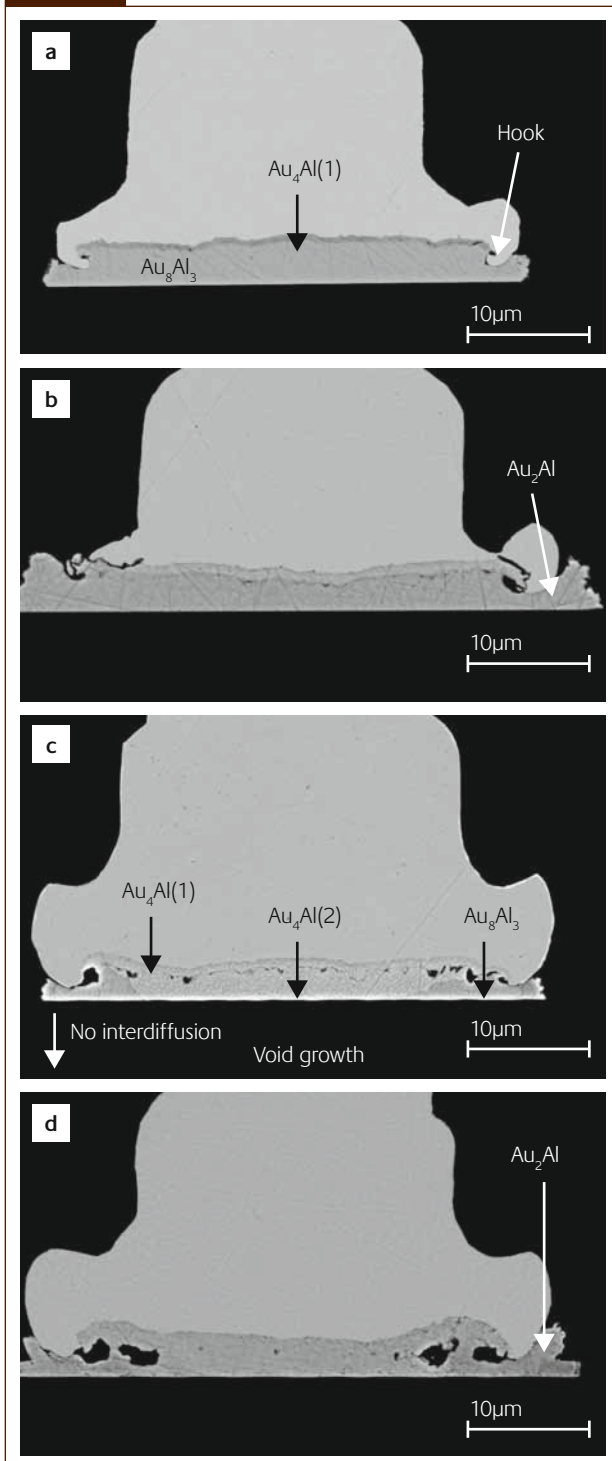 a
Hook
Au₄Al(1)
Au₈Al₃
10µm
b
Au₂Al
10µm
c
Au₄Al(1)
Au₄Al(2)
Au₈Al₃
No interdiffusion
Void growth
10µm
d
Au₂Al
10µm